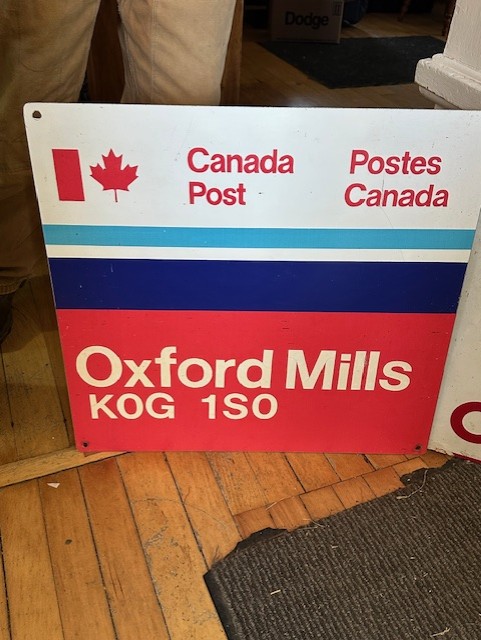 Dodge
Canada Postes
Post Canada
Oxford Mills
K0G 1S0